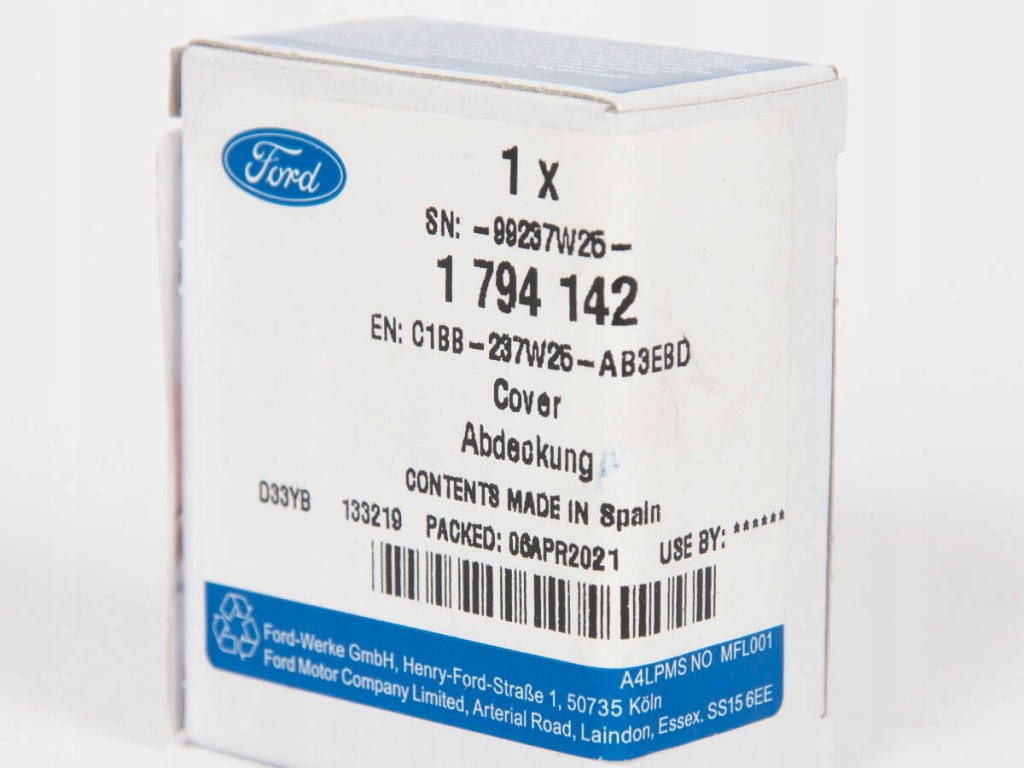 Ford
1 x
SN: -99237W26-
1 794 142
EN: C1BB-237W26-AB3EBD
Cover
Abdeckung
CONTENTS MADE IN Spain
D33YB 133219 PACKED: 06APR2021 USE BY: ******
A4LPMS NO MFL001
Ford-Werke GmbH, Henry-Ford-Straße 1, 50735 Köln
Ford Motor Company Limited, Arterial Road, Laindon, Essex. SS15 6EE